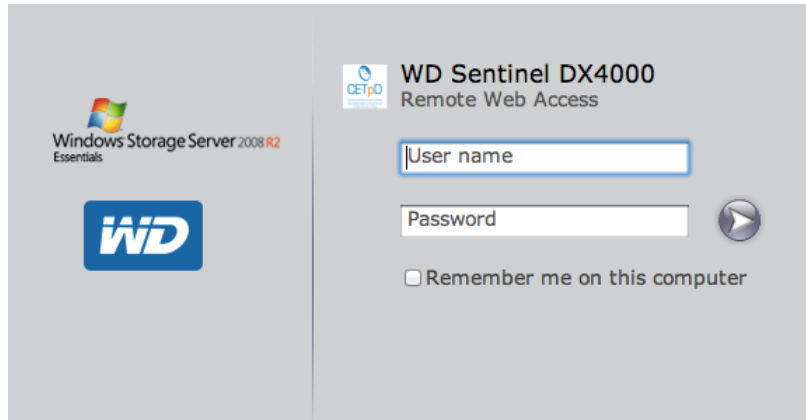 Windows Storage Server 2008 R2
Essentials
WD
CETpD
WD Sentinel DX4000
Remote Web Access
User name
Password
Remember me on this computer